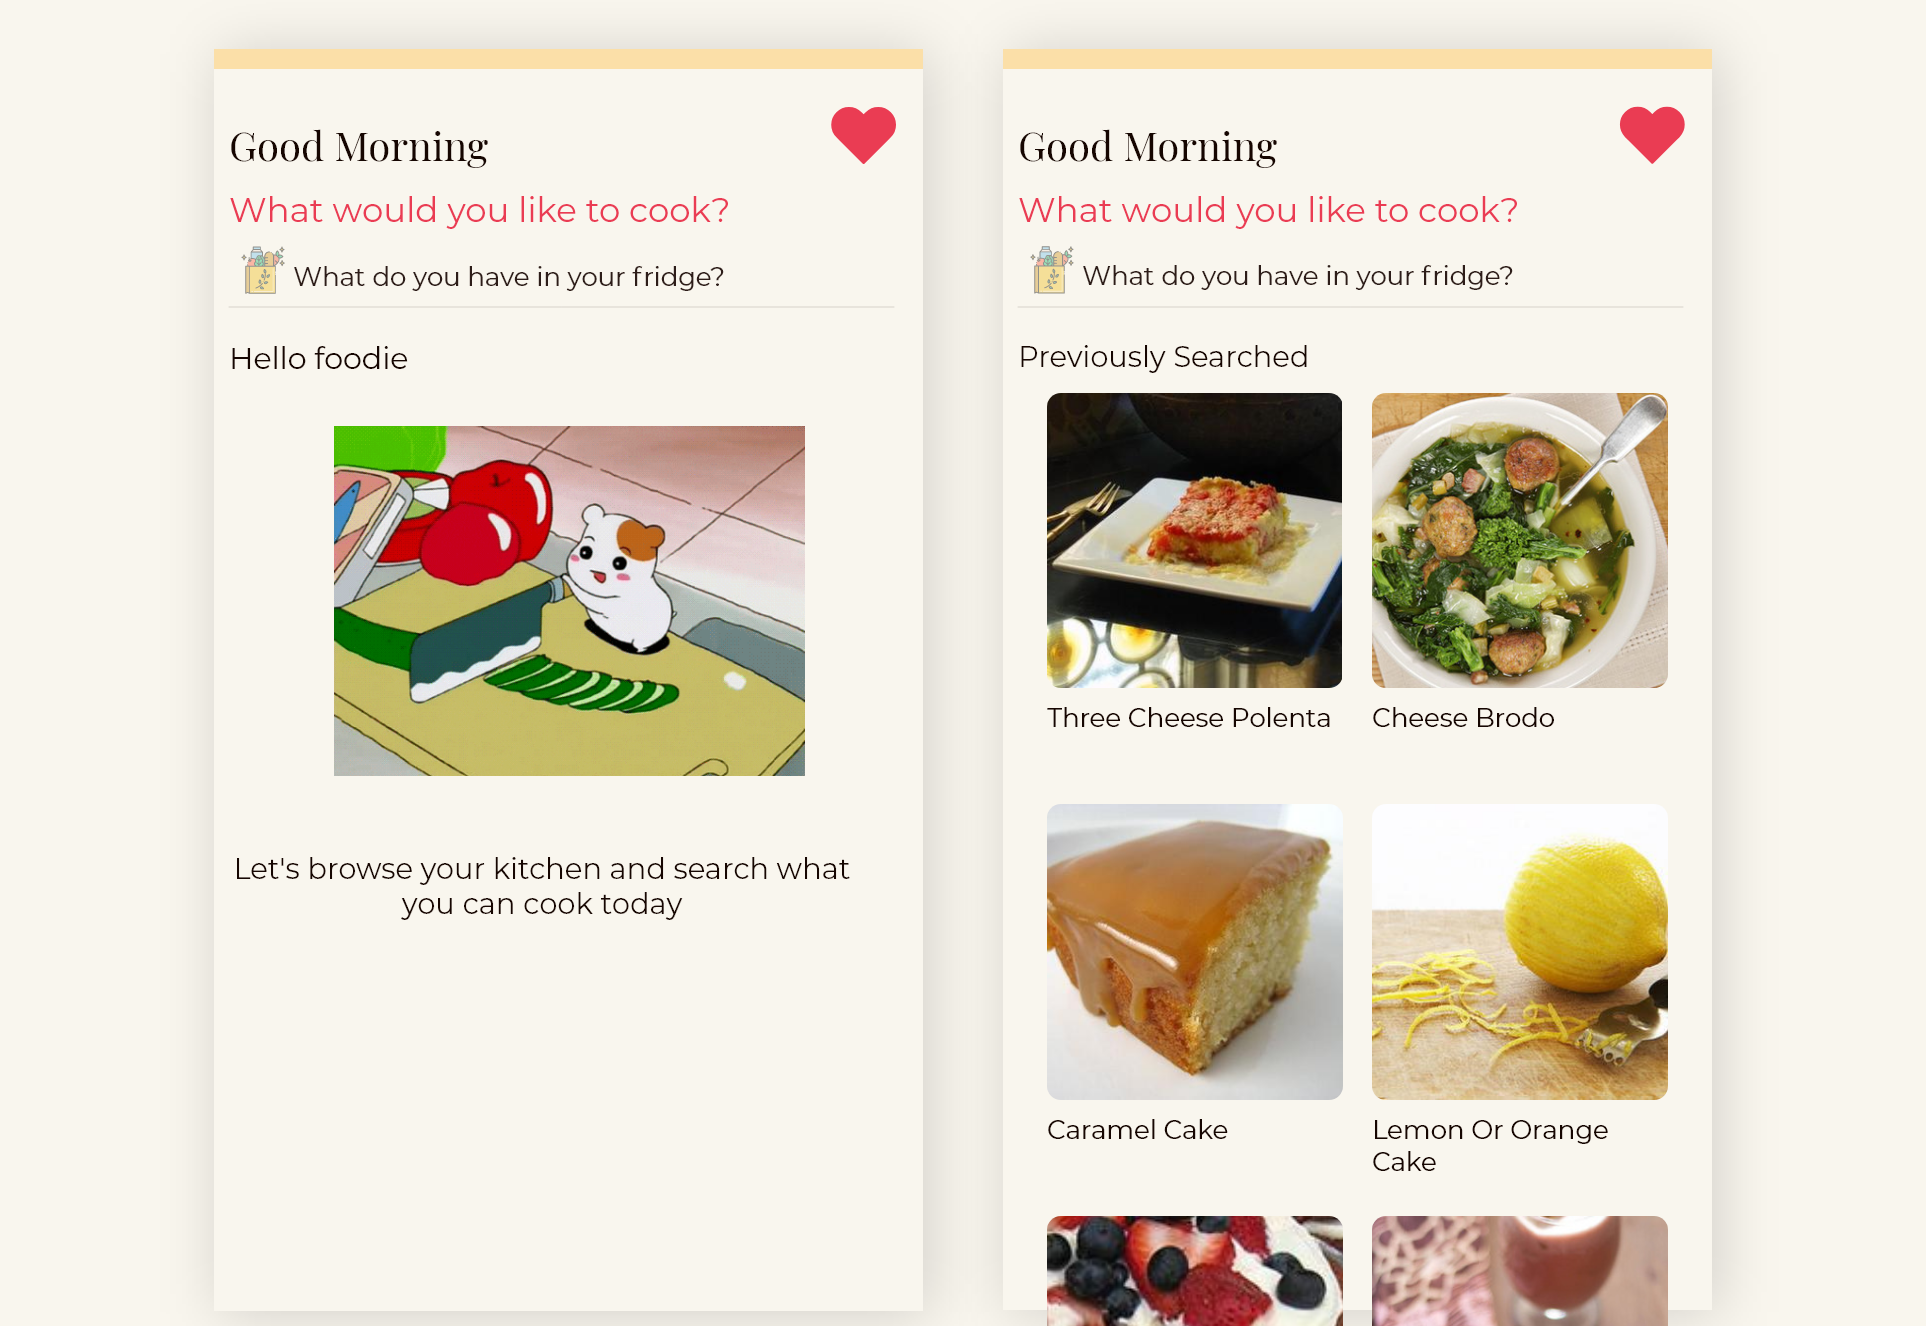 Good Morning
What would you like to cook?
What do you have in your fridge?
Hello foodie
Let's browse your kitchen and search what
you can cook today
Good Morning
What would you like to cook?
What do you have in your fridge?
Previously Searched
Three Cheese Polenta
Cheese Brodo
Caramel Cake
Lemon Or Orange
Cake